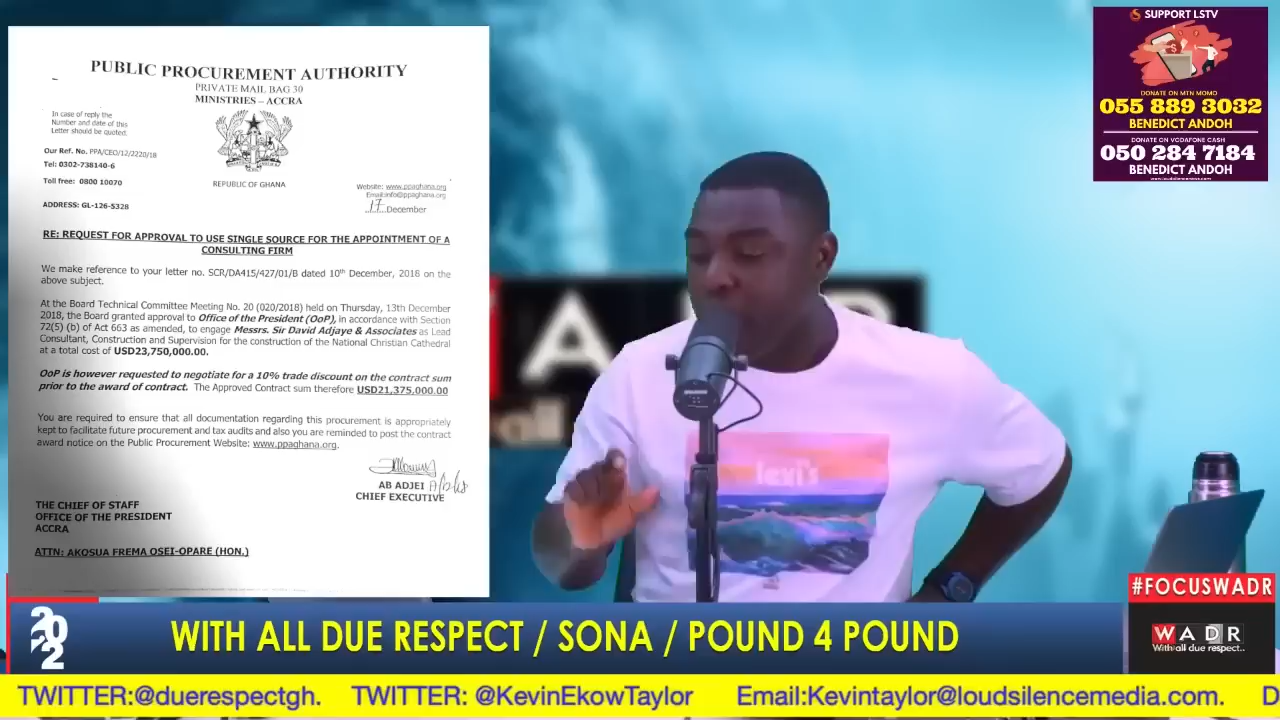 PUBLIC PROCUREMENT AUTHORITY
PRIVATE MAIL BAG 30
MINISTRIES – ACCRA
In case of reply the
Number and date of this
Letter should be quoted.
Our Ref. No. PPA/CEO/12/2220/18
Tel: 0302-738140-6
Toll free: 0800 10070
ADDRESS: GL-126-5328
REPUBLIC OF GHANA
Website: www.ppaghana.org
Email:info@ppaghana.org
17 December
RE: REQUEST FOR APPROVAL TO USE SINGLE SOURCE FOR THE APPOINTMENT OF A
CONSULTING FIRM
We make reference to your letter no. SCR/DA415/427/01/B dated 10th December, 2018 on the
above subject.
At the Board Technical Committee Meeting No. 20 (020/2018) held on Thursday, 13th December
2018, the Board granted approval to Office of the President (OoP), in accordance with Section
72(5) (b) of Act 663 as amended, to engage Messrs. Sir David Adjaye & Associates as Lead
Consultant, Construction and Supervision for the construction of the National Christian Cathedral
at a total cost of USD23,750,000.00.
OoP is however requested to negotiate for a 10% trade discount on the contract sum
prior to the award of contract. The Approved Contract sum therefore USD21,375,000.00
You are required to ensure that all documentation regarding this procurement is appropriately
kept to facilitate future procurement and tax audits and also you are reminded to post the contract
award notice on the Public Procurement Website: www.ppaghana.org.
AB ADJEI
CHIEF EXECUTIVE
THE CHIEF OF STAFF
OFFICE OF THE PRESIDENT
ACCRA
ATTN: AKOSUA FREMA OSEI-OPARE (HON.)
SUPPORT LSTV
DONATE ON MTN MOMO
055 889 3032
BENEDICT ANDOH
DONATE ON VODAFONE CASH
050 284 7184
BENEDICT ANDOH
www.loudsilencenews.com
levi's
#FOCUSWADR
WADR
With all due respect..
2022
WITH ALL DUE RESPECT / SONA / POUND 4 POUND
TWITTER:@duerespectgh. TWITTER: @KevinEkowTaylor Email:Kevintaylor@loudsilencemedia.com. D